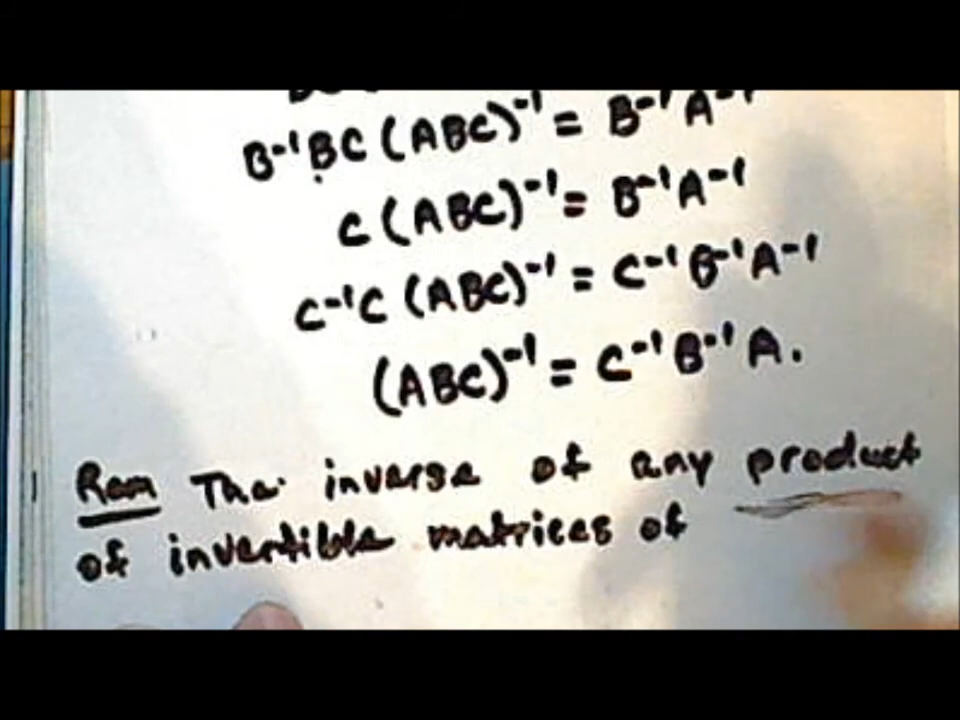 B⁻¹BC(ABC)⁻¹ = B⁻¹A⁻¹
C(ABC)⁻¹ = B⁻¹A⁻¹
C⁻¹C(ABC)⁻¹ = C⁻¹B⁻¹A⁻¹
(ABC)⁻¹ = C⁻¹B⁻¹A.
Rem The inverse of any product
of invertible matrices of